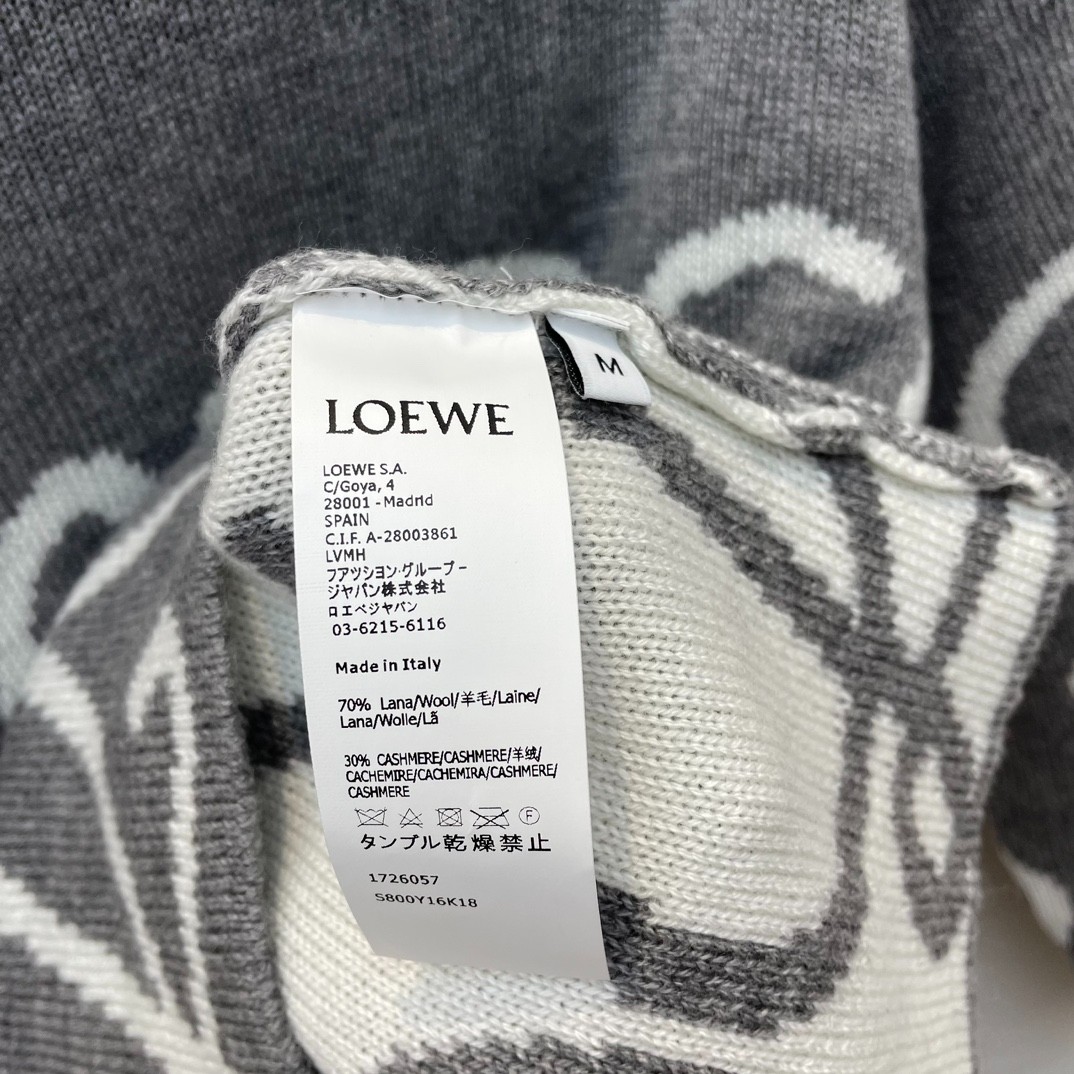 M
LOEWE
LOEWE S.A.
C/Goya, 4
28001 - Madrid
SPAIN
C.I.F. A-28003861
LVMH
フアツシヨン·グループ-
ジヤパン株式会社
ロエベジャパン
03-6215-6116
Made in Italy
70% Lana/Wool/羊毛/Laine/
Lana/Wolle/Lã
30% CASHMERE/CASHMERE/羊绒/
CACHEMIRE/CACHEMIRA/CASHMERE/
CASHMERE
F
タンブル乾燥禁止
1726057
S800Y16K18